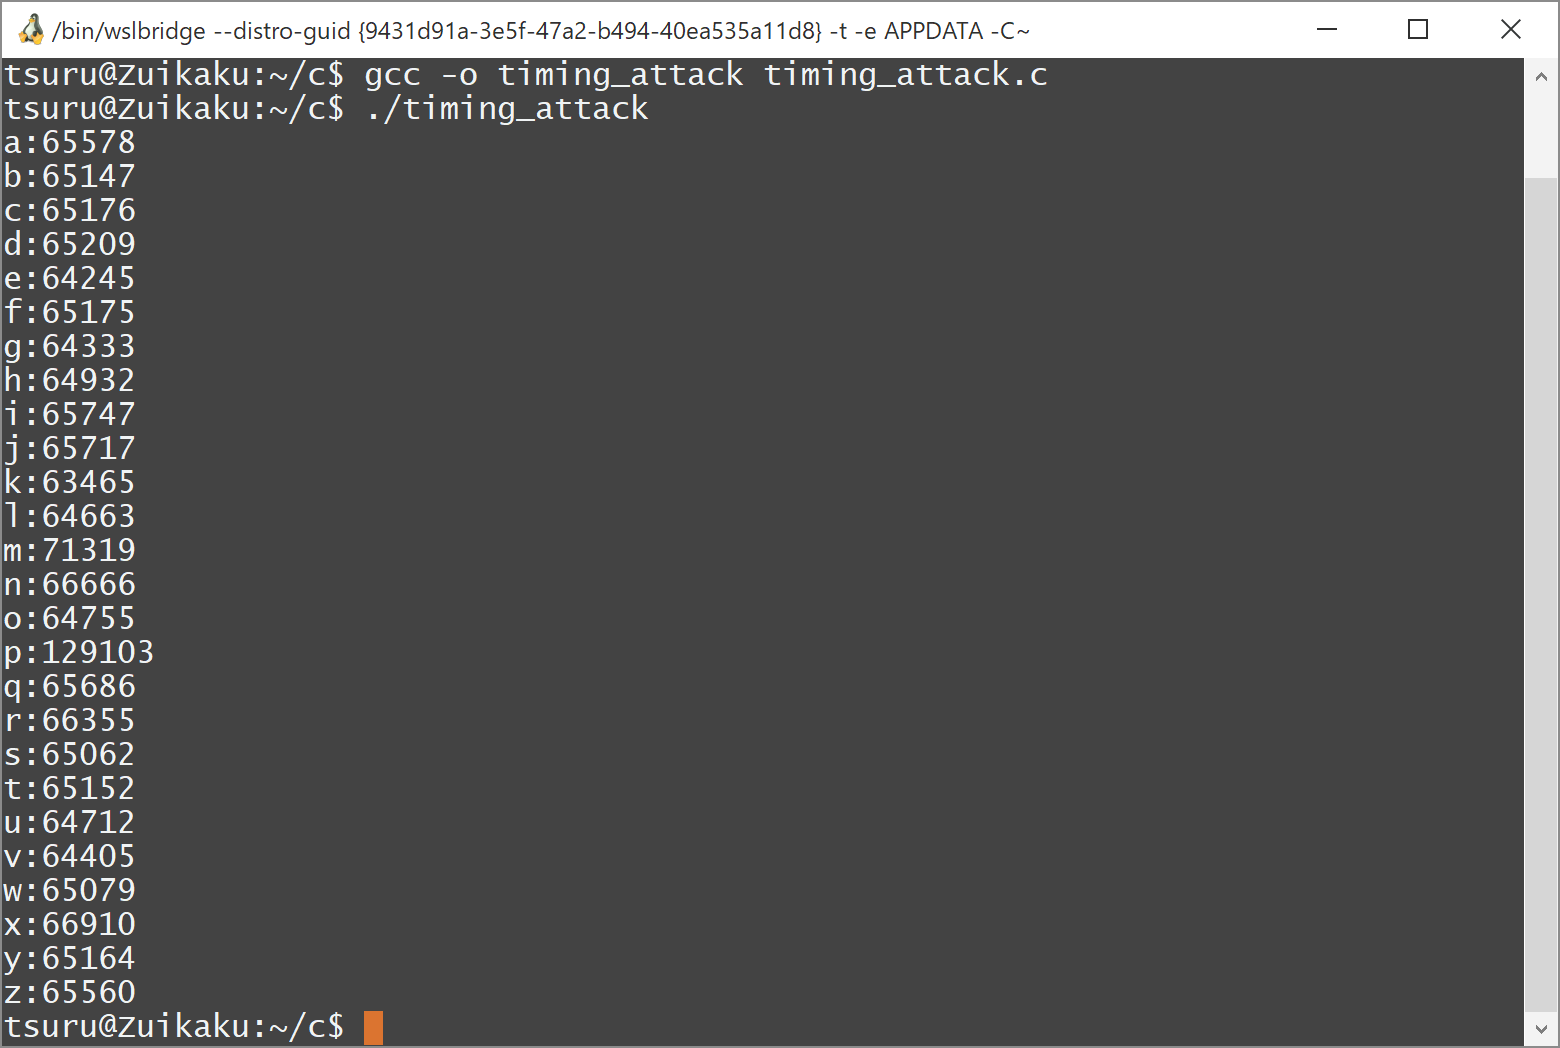 /bin/wslbridge --distro-guid {9431d91a-3e5f-47a2-b494-40ea535a11d8} -t -e APPDATA -C~
tsuru@Zuikaku:~/c$ gcc -o timing_attack timing_attack.c
tsuru@Zuikaku:~/c$ ./timing_attack
a:65578
b:65147
c:65176
d:65209
e:64245
f:65175
g:64333
h:64932
i:65747
j:65717
k:63465
l:64663
m:71319
n:66666
o:64755
p:129103
q:65686
r:66355
s:65062
t:65152
u:64712
v:64405
w:65079
x:66910
y:65164
z:65560
tsuru@Zuikaku:~/c$